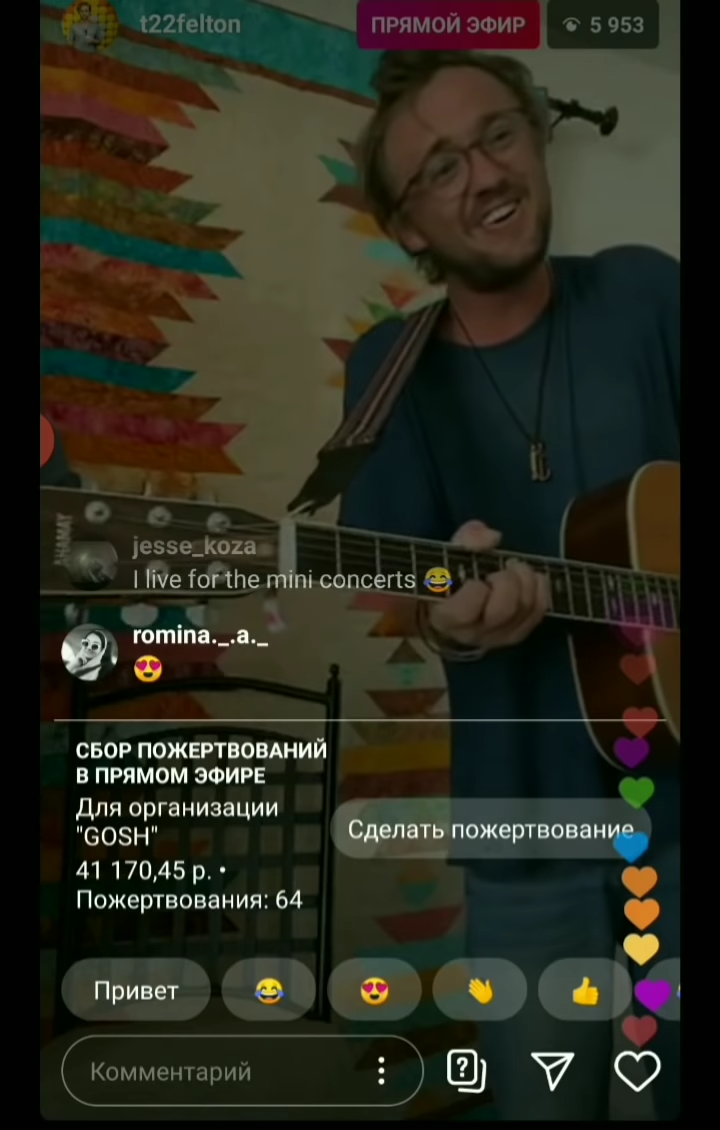 t22felton
ПРЯМОЙ ЭФИР
5 953
jesse_koza
I live for the mini concerts 😂
romina._.a._
😍
СБОР ПОЖЕРТВОВАНИЙ
В ПРЯМОМ ЭФИРЕ
Для организации
"GOSH"
41 170,45 р. •
Пожертвования: 64
Сделать пожертвование
Привет
Комментарий